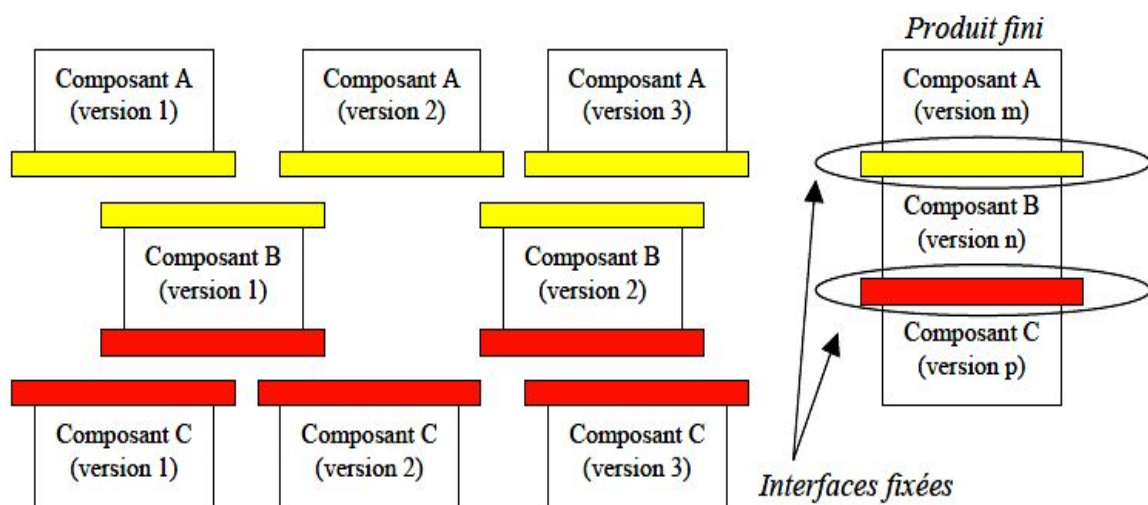 Produit fini
Composant A
(version 1)
Composant A
(version 2)
Composant A
(version 3)
Composant A
(version m)
Composant B
(version 1)
Composant B
(version 2)
Composant B
(version n)
Composant C
(version 1)
Composant C
(version 2)
Composant C
(version 3)
Composant C
(version p)
Interfaces fixées